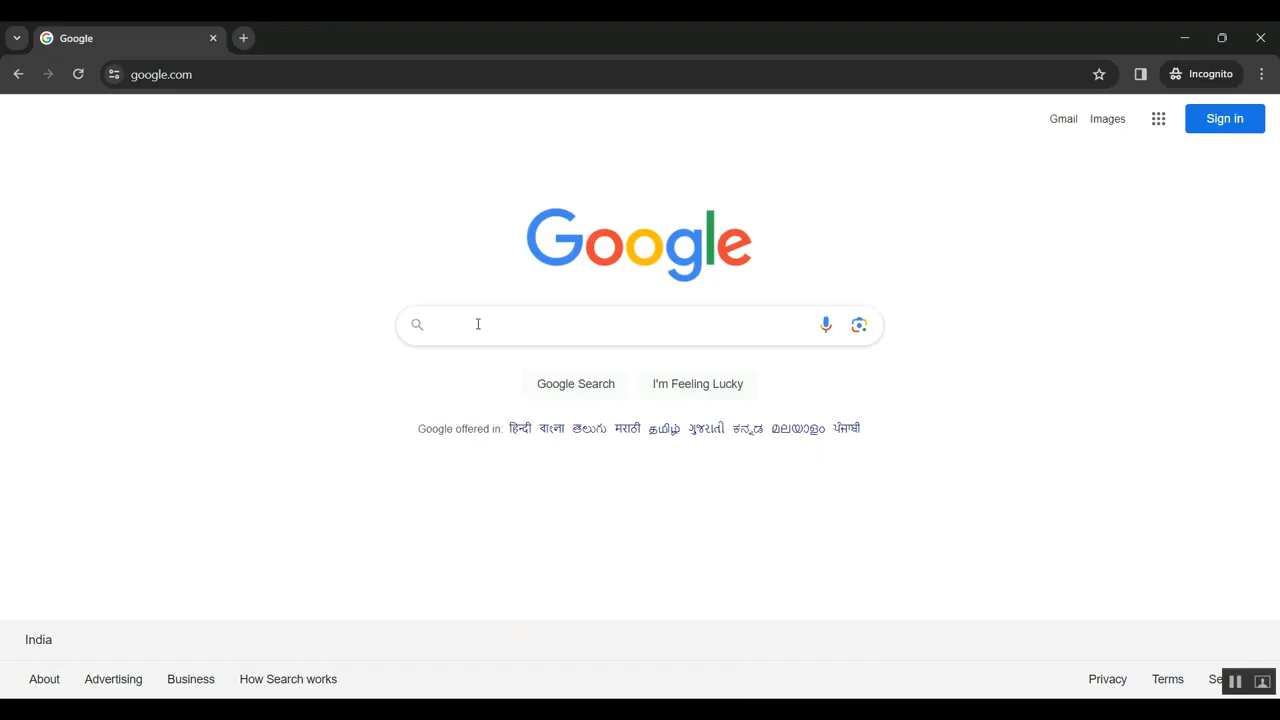 Google
google.com
Incognito
Gmail Images Sign in
Google
Google Search I'm Feeling Lucky
Google offered in: हिन्दी বাংলা తెలుగు मराठी தமிழ் ગુજરાતી ಕನ್ನಡ മലയാളം ਪੰਜਾਬੀ
India
About Advertising Business How Search works Privacy Terms Se